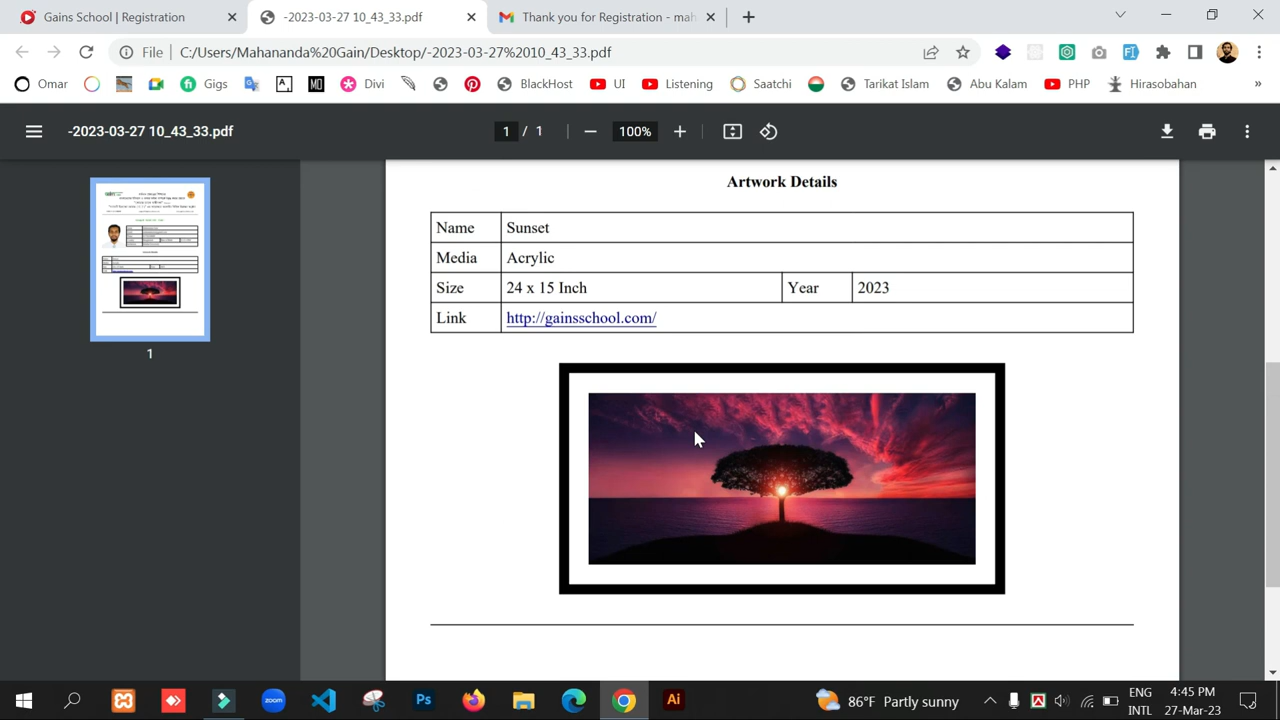 Gains School | Registration
-2023-03-27 10_43_33.pdf
Thank you for Registration - mah
File | C:/Users/Mahananda%20Gain/Desktop/-2023-03-27%2010_43_33.pdf
Omar Gigs Divi BlackHost UI Listening Saatchi Tarikat Islam Abu Kalam PHP Hirasobahan »
-2023-03-27 10_43_33.pdf
1 / 1
100%
1
Artwork Details
Name Sunset
Media Acrylic
Size 24 x 15 Inch Year 2023
Link http://gainsschool.com/
zoom Ps Ai
86°F Partly sunny
ENG
INTL
4:45 PM
27-Mar-23